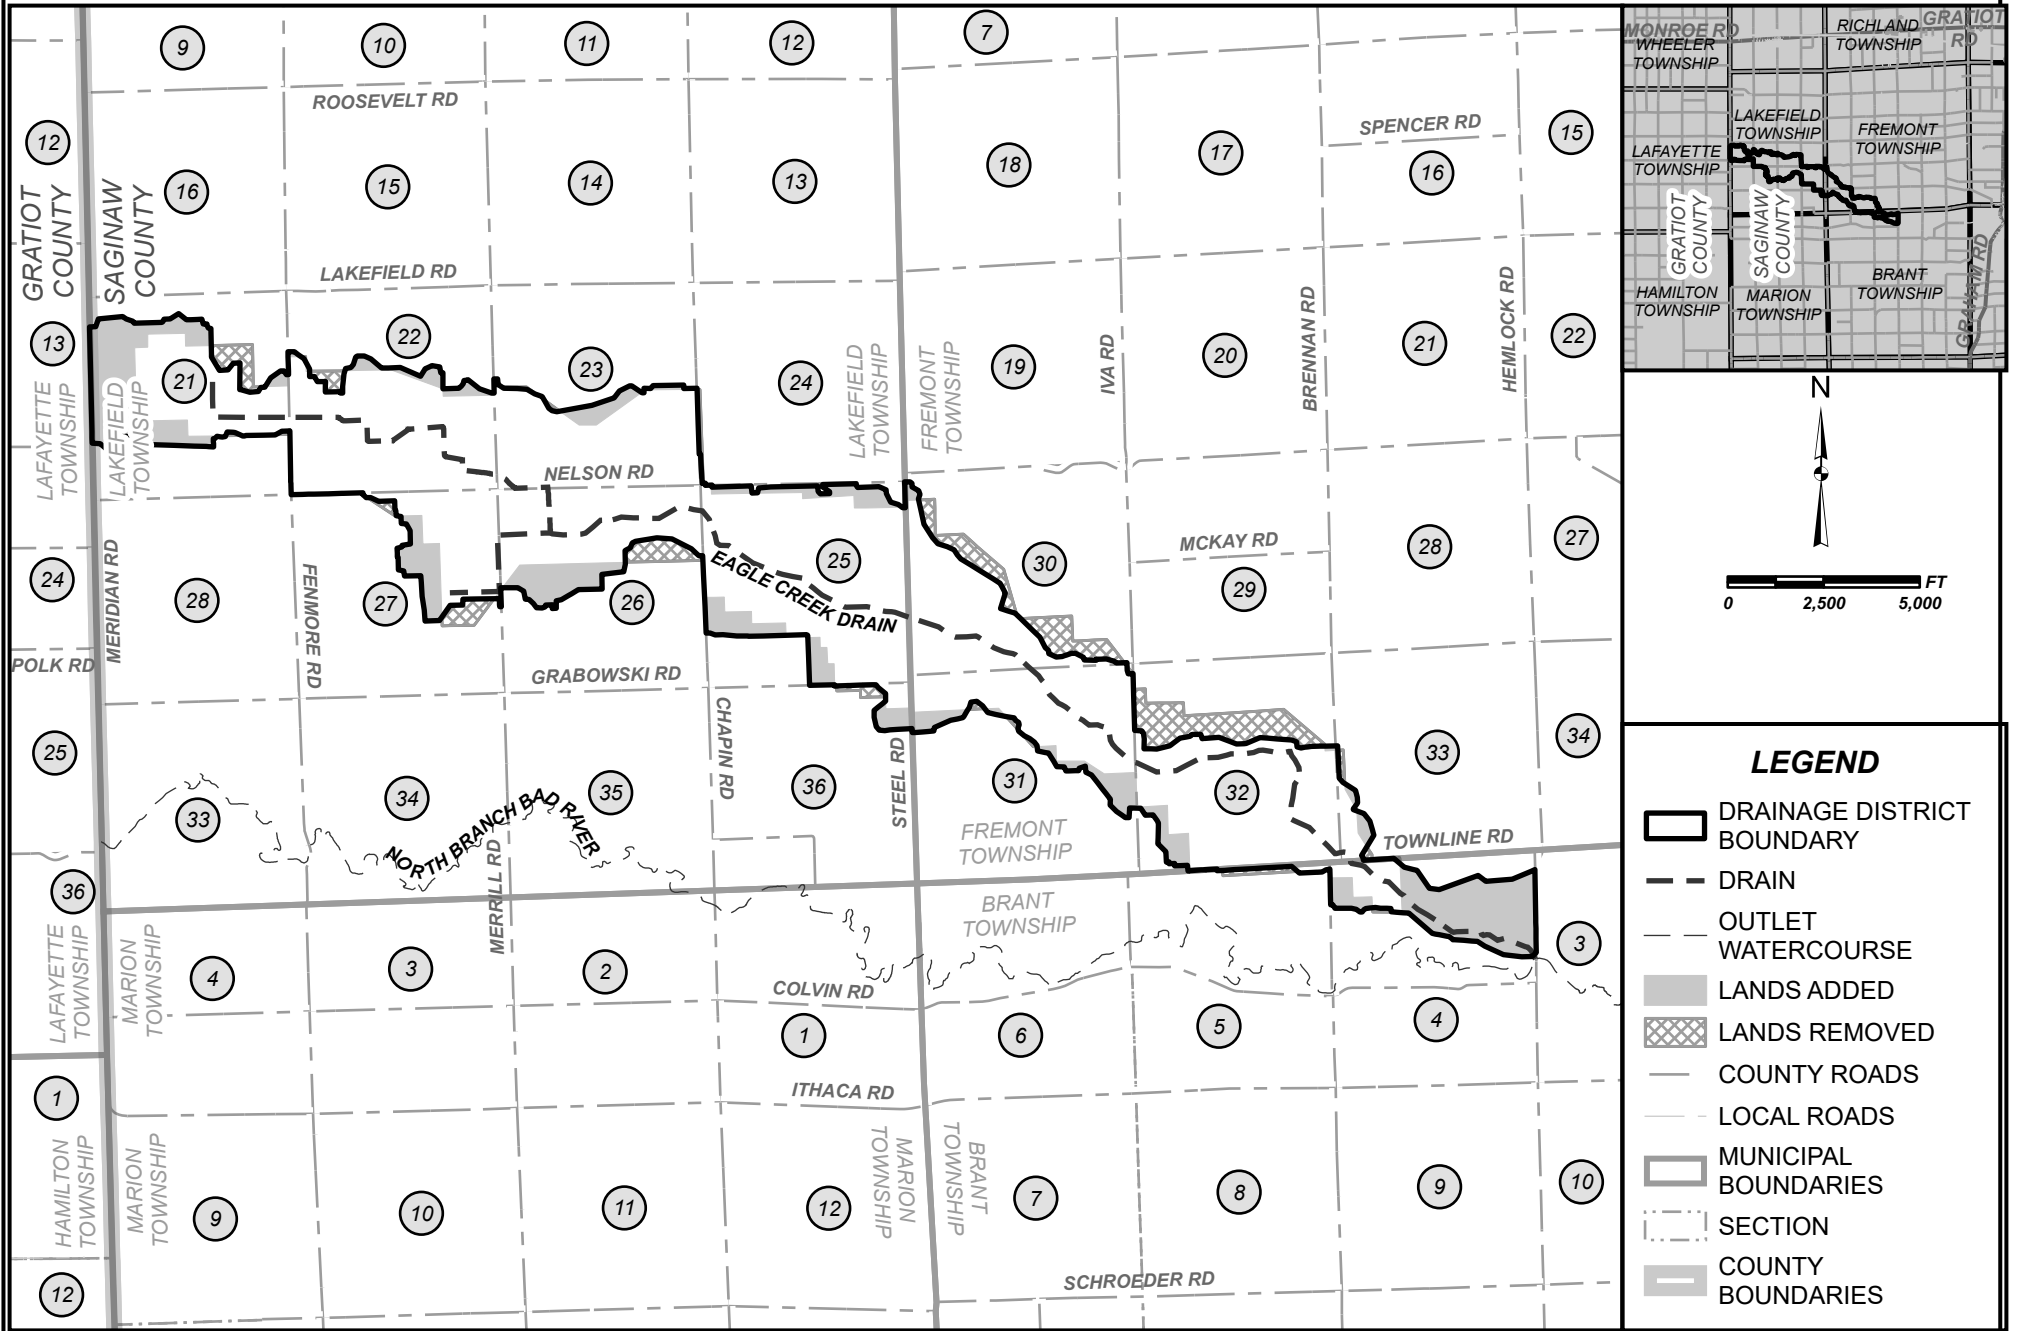 9
10
11
12
7
ROOSEVELT RD
12
16
15
14
13
18
17
SPENCER RD
16
15
GRATIOT
COUNTY
SAGINAW
COUNTY
LAKEFIELD RD
13
21
22
23
24
19
20
21
22
IVA RD
BRENNAN RD
HEMLOCK RD
LAFAYETTE
TOWNSHIP
LAKEFIELD
TOWNSHIP
LAKEFIELD
TOWNSHIP
FREMONT
TOWNSHIP
NELSON RD
MERIDIAN RD
24
28
FENMORE RD
27
26
25
EAGLE CREEK DRAIN
30
MCKAY RD
29
28
27
POLK RD
GRABOWSKI RD
CHAPIN RD
STEEL RD
25
33
34
35
36
31
32
33
34
NORTH BRANCH BAD RIVER
MERRILL RD
FREMONT
TOWNSHIP
TOWNLINE RD
BRANT
TOWNSHIP
36
LAFAYETTE
TOWNSHIP
MARION
TOWNSHIP
4
3
2
COLVIN RD
1
6
5
4
3
1
ITHACA RD
HAMILTON
TOWNSHIP
MARION
TOWNSHIP
9
10
11
12
MARION
TOWNSHIP
BRANT
TOWNSHIP
7
8
9
10
12
SCHROEDER RD
MONROE RD
WHEELER
TOWNSHIP
RICHLAND
TOWNSHIP
GRATIOT
RD
LAKEFIELD
TOWNSHIP
FREMONT
TOWNSHIP
LAFAYETTE
TOWNSHIP
GRATIOT
COUNTY
SAGINAW
COUNTY
HAMILTON
TOWNSHIP
MARION
TOWNSHIP
BRANT
TOWNSHIP
GRAHAM RD
N
FT
0 2,500 5,000
LEGEND
DRAINAGE DISTRICT
BOUNDARY
DRAIN
OUTLET
WATERCOURSE
LANDS ADDED
LANDS REMOVED
COUNTY ROADS
LOCAL ROADS
MUNICIPAL
BOUNDARIES
SECTION
COUNTY
BOUNDARIES